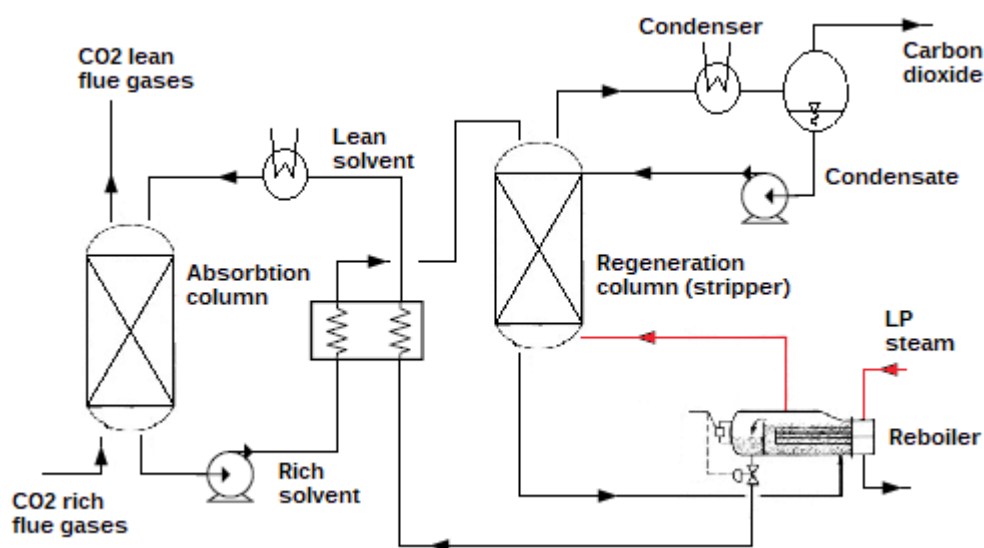 Condenser
CO2 lean
flue gases
Carbon
dioxide
Lean
solvent
Condensate
Absorbtion
column
Regeneration
column (stripper)
LP
steam
Reboiler
Rich
solvent
CO2 rich
flue gases